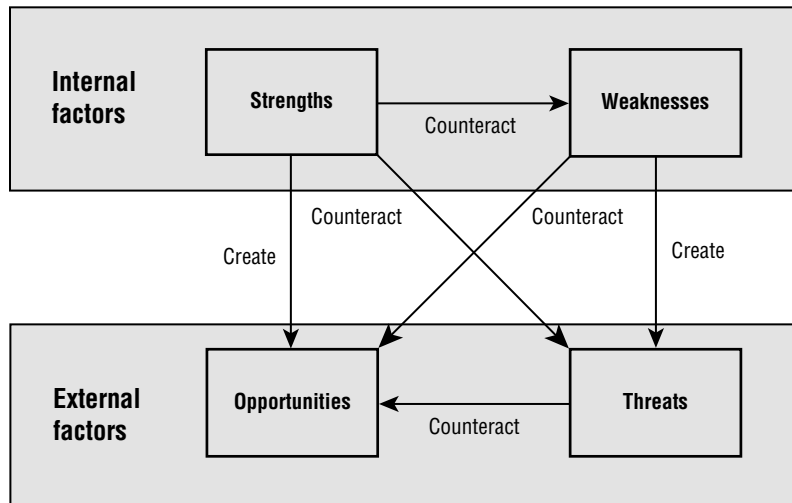 Internal
factors
Strengths
Weaknesses
Counteract
Counteract
Counteract
Create
Create
External
factors
Opportunities
Threats
Counteract